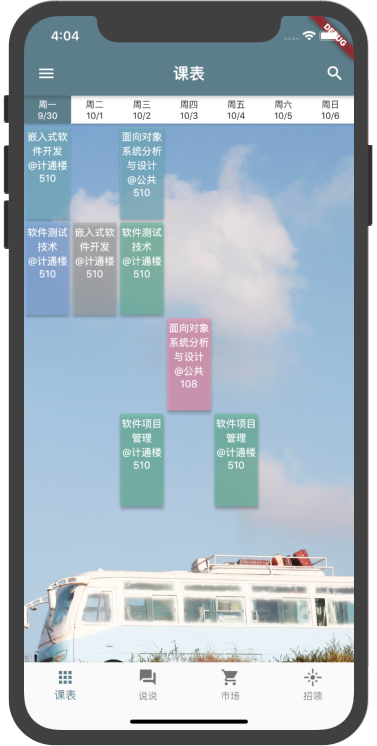 4:04
DEBUG
课表
周一 周二 周三 周四 周五 周六 周日
9/30 10/1 10/2 10/3 10/4 10/5 10/6
嵌入式软
件开发
@计通楼
510
面向对象
系统分析
与设计
@公共
510
软件测试
技术
@计通楼
510
嵌入式软
件开发
@计通楼
510
软件测试
技术
@计通楼
510
面向对象
系统分析
与设计
@公共
108
软件项目
管理
@计通楼
510
软件项目
管理
@计通楼
510
课表 说说 市场 招领